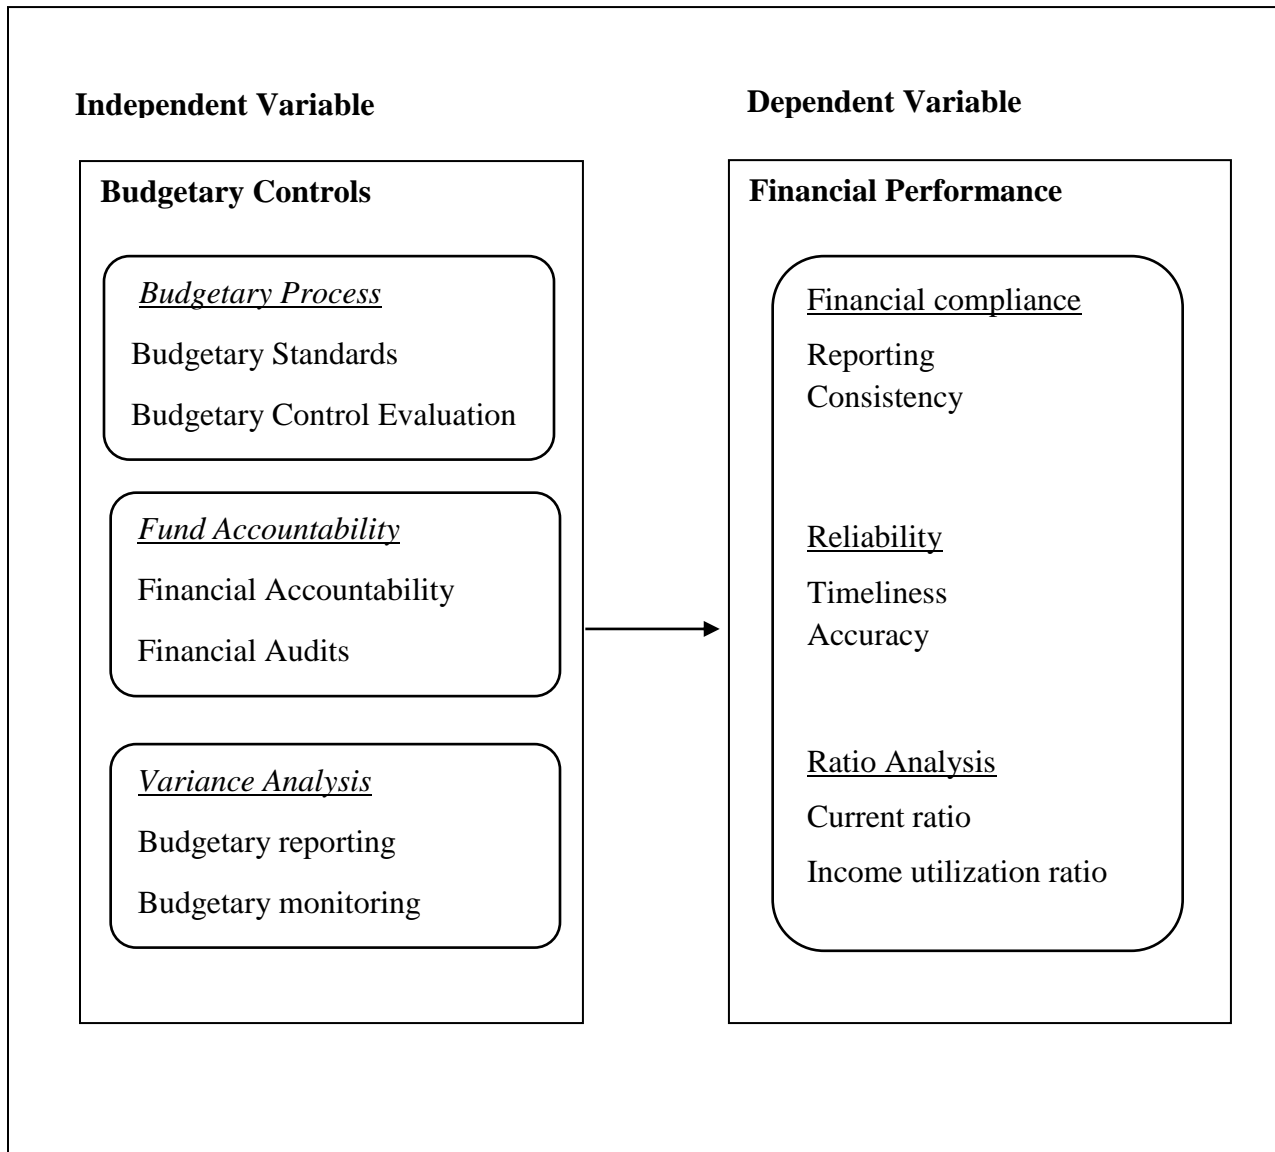 Independent Variable
Dependent Variable
Budgetary Controls
Budgetary Process
Budgetary Standards
Budgetary Control Evaluation
Fund Accountability
Financial Accountability
Financial Audits
Variance Analysis
Budgetary reporting
Budgetary monitoring
Financial Performance
Financial compliance
Reporting
Consistency
Reliability
Timeliness
Accuracy
Ratio Analysis
Current ratio
Income utilization ratio